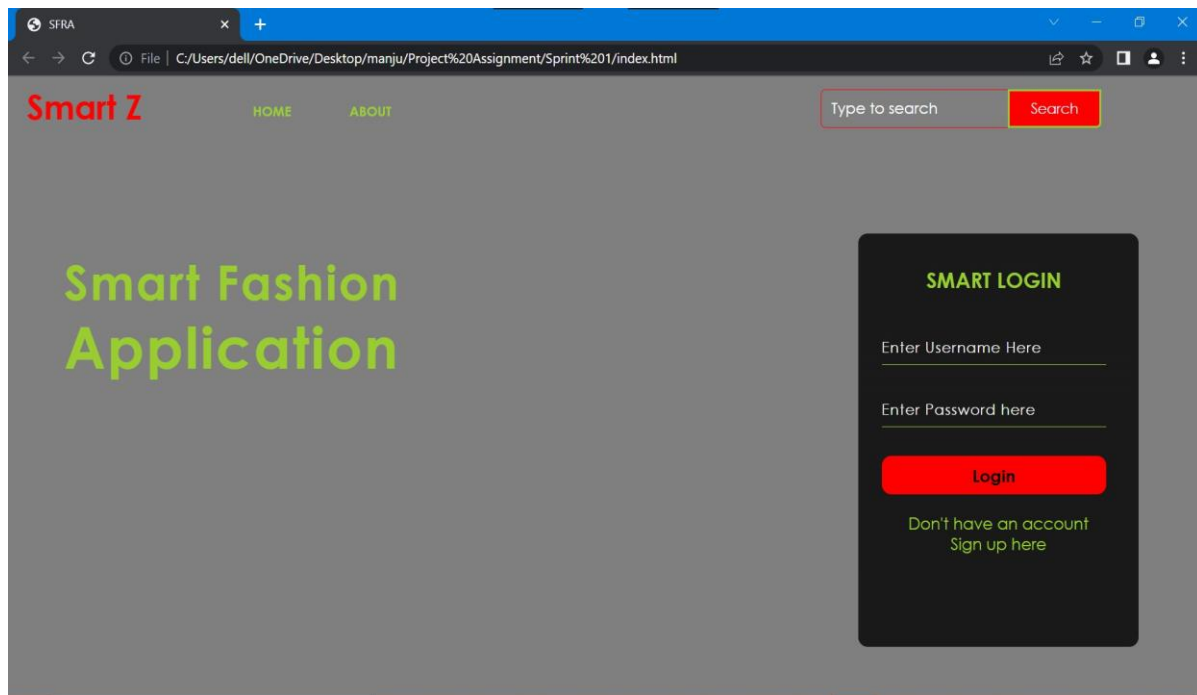 SFRA
File | C:/Users/dell/OneDrive/Desktop/manju/Project%20Assignment/Sprint%201/index.html
Smart Z HOME ABOUT Type to search Search
Smart Fashion
Application
SMART LOGIN
Enter Username Here
Enter Password here
Login
Don't have an account
Sign up here